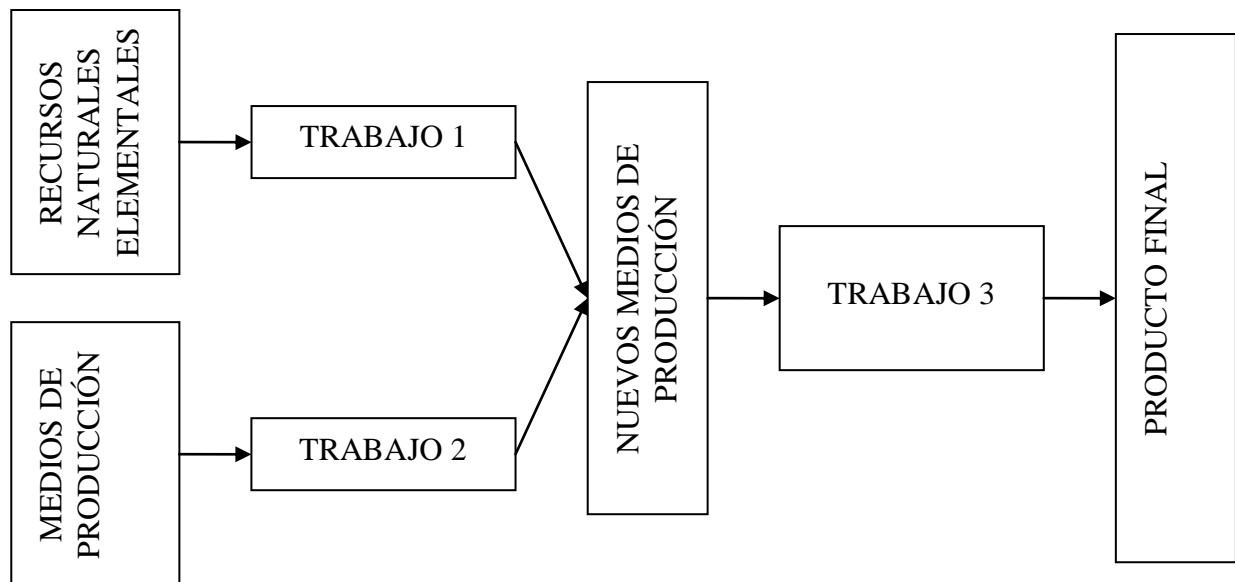 RECURSOS
NATURALES
ELEMENTALES
TRABAJO 1
MEDIOS DE
PRODUCCIÓN
TRABAJO 2
NUEVOS MEDIOS DE
PRODUCCIÓN
TRABAJO 3
PRODUCTO FINAL